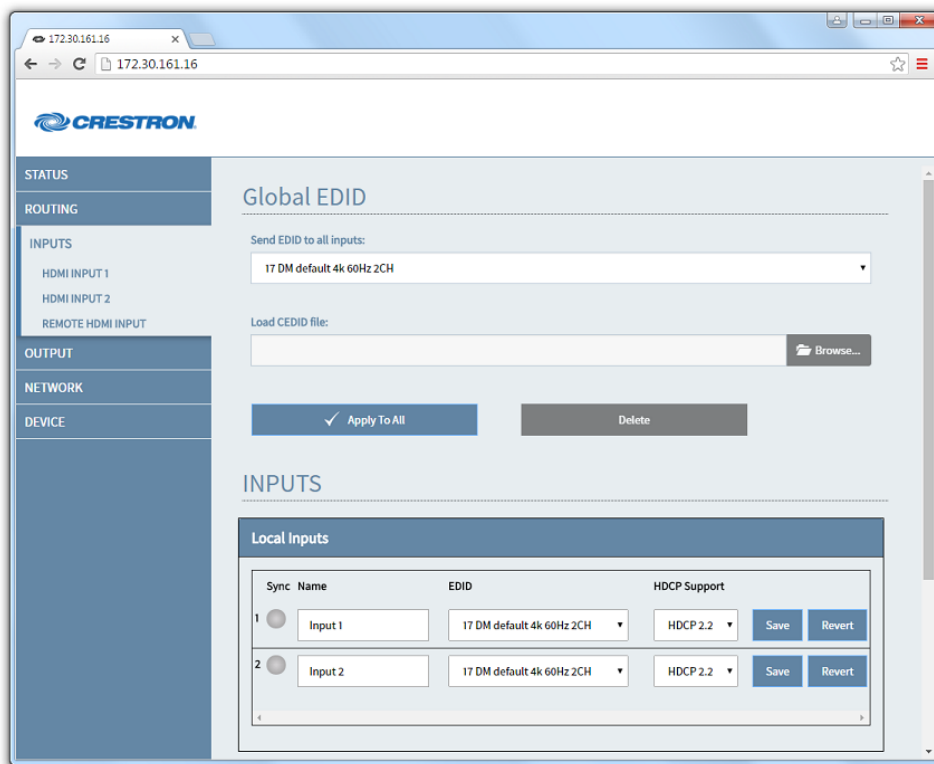 172.30.161.16
172.30.161.16
CRESTRON
STATUS
ROUTING
INPUTS
HDMI INPUT 1
HDMI INPUT 2
REMOTE HDMI INPUT
OUTPUT
NETWORK
DEVICE
Global EDID
Send EDID to all inputs:
17 DM default 4k 60Hz 2CH
Load CEDID file:
Browse...
Apply To All Delete
INPUTS
Local Inputs
Sync Name EDID HDCP Support
1 Input 1 17 DM default 4k 60Hz 2CH HDCP 2.2 Save Revert
2 Input 2 17 DM default 4k 60Hz 2CH HDCP 2.2 Save Revert